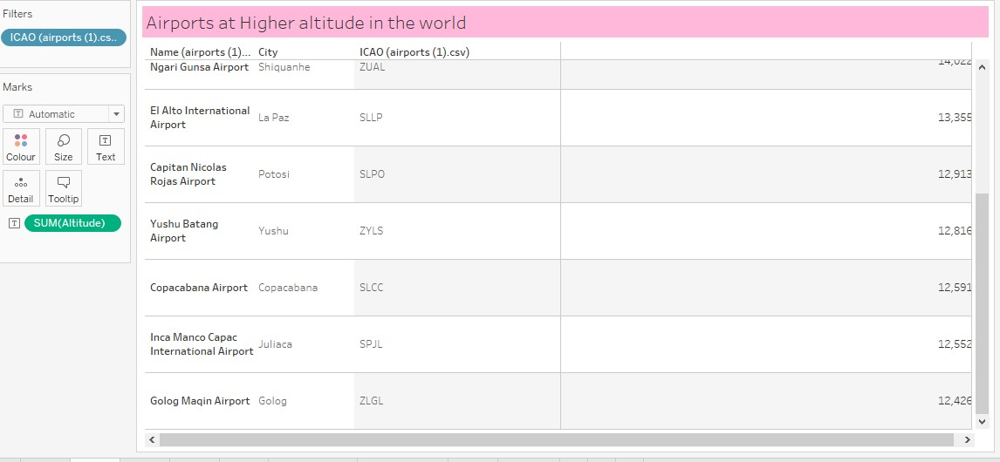 Filters
ICAO (airports (1).cs..
Marks
Automatic
Colour Size Text
Detail Tooltip
SUM(Altitude)
Airports at Higher altitude in the world
Name (airports (1)... City ICAO (airports (1).csv)
Ngari Gunsa Airport Shiquanhe ZUAL 14,022
El Alto International
Airport La Paz SLLP 13,355
Capitan Nicolas
Rojas Airport Potosi SLPO 12,913
Yushu Batang
Airport Yushu ZYLS 12,816
Copacabana Airport Copacabana SLCC 12,591
Inca Manco Capac
International Airport Juliaca SPJL 12,552
Golog Maqin Airport Golog ZLGL 12,426